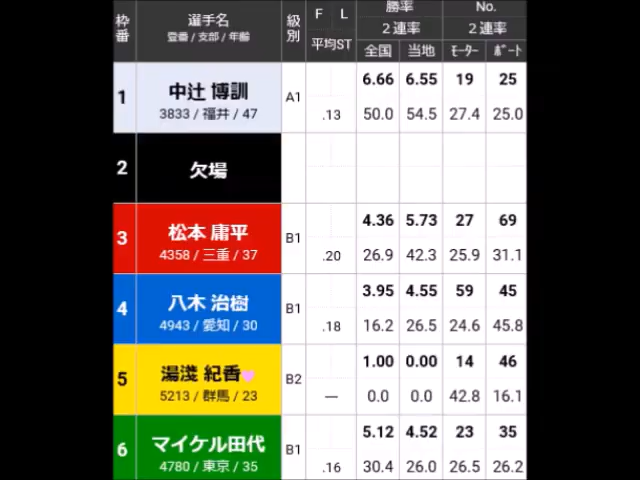 枠番 選手名 級別 F L 勝率 No.
登番 / 支部 / 年齢 平均ST 2連率 2連率
全国 当地 ﾓｰﾀｰ ﾎﾞｰﾄ
1 中辻 博訓 A1 6.66 6.55 19 25
3833 / 福井 / 47 .13 50.0 54.5 27.4 25.0
2 欠場
3 松本 庸平 B1 4.36 5.73 27 69
4358 / 三重 / 37 .20 26.9 42.3 25.9 31.1
4 八木 治樹 B1 3.95 4.55 59 45
4943 / 愛知 / 30 .18 16.2 26.5 24.6 45.8
5 湯淺 紀香 B2 1.00 0.00 14 46
5213 / 群馬 / 23 — 0.0 0.0 42.8 16.1
6 マイケル田代 B1 5.12 4.52 23 35
4780 / 東京 / 35 .16 30.4 26.0 26.5 26.2